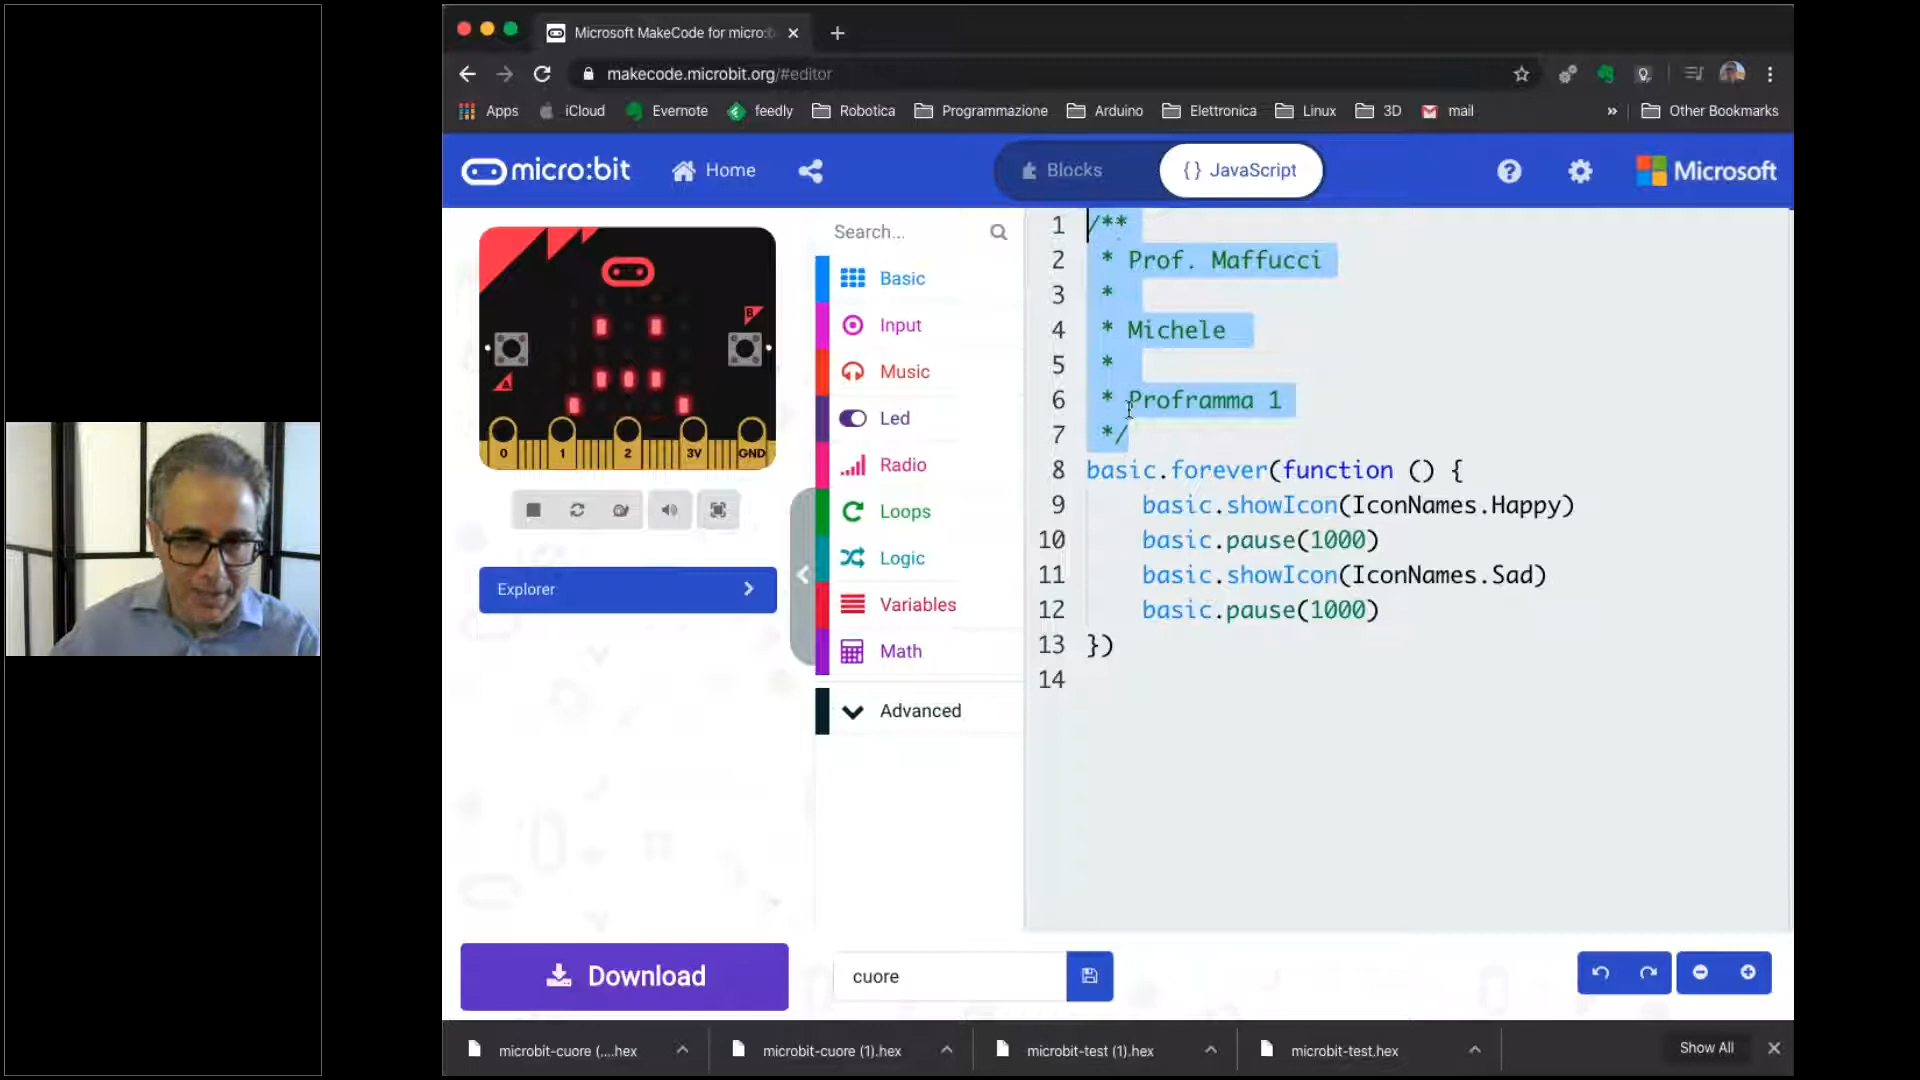 Microsoft MakeCode for micro:b
makecode.microbit.org/#editor
Apps iCloud Evernote feedly Robotica Programmazione Arduino Elettronica Linux 3D mail » Other Bookmarks
micro:bit Home Blocks {} JavaScript ? Microsoft
Search...
Basic
Input
Music
Led
Radio
Loops
Logic
Variables
Math
Advanced
A
B
0 1 2 3V GND
Explorer
1 /**
2 * Prof. Maffucci
3 *
4 * Michele
5 *
6 * Proframma 1
7 */
8 basic.forever(function () {
9 basic.showIcon(IconNames.Happy)
10 basic.pause(1000)
11 basic.showIcon(IconNames.Sad)
12 basic.pause(1000)
13 })
14
Download
cuore
microbit-cuore (....hex microbit-cuore (1).hex microbit-test (1).hex microbit-test.hex Show All